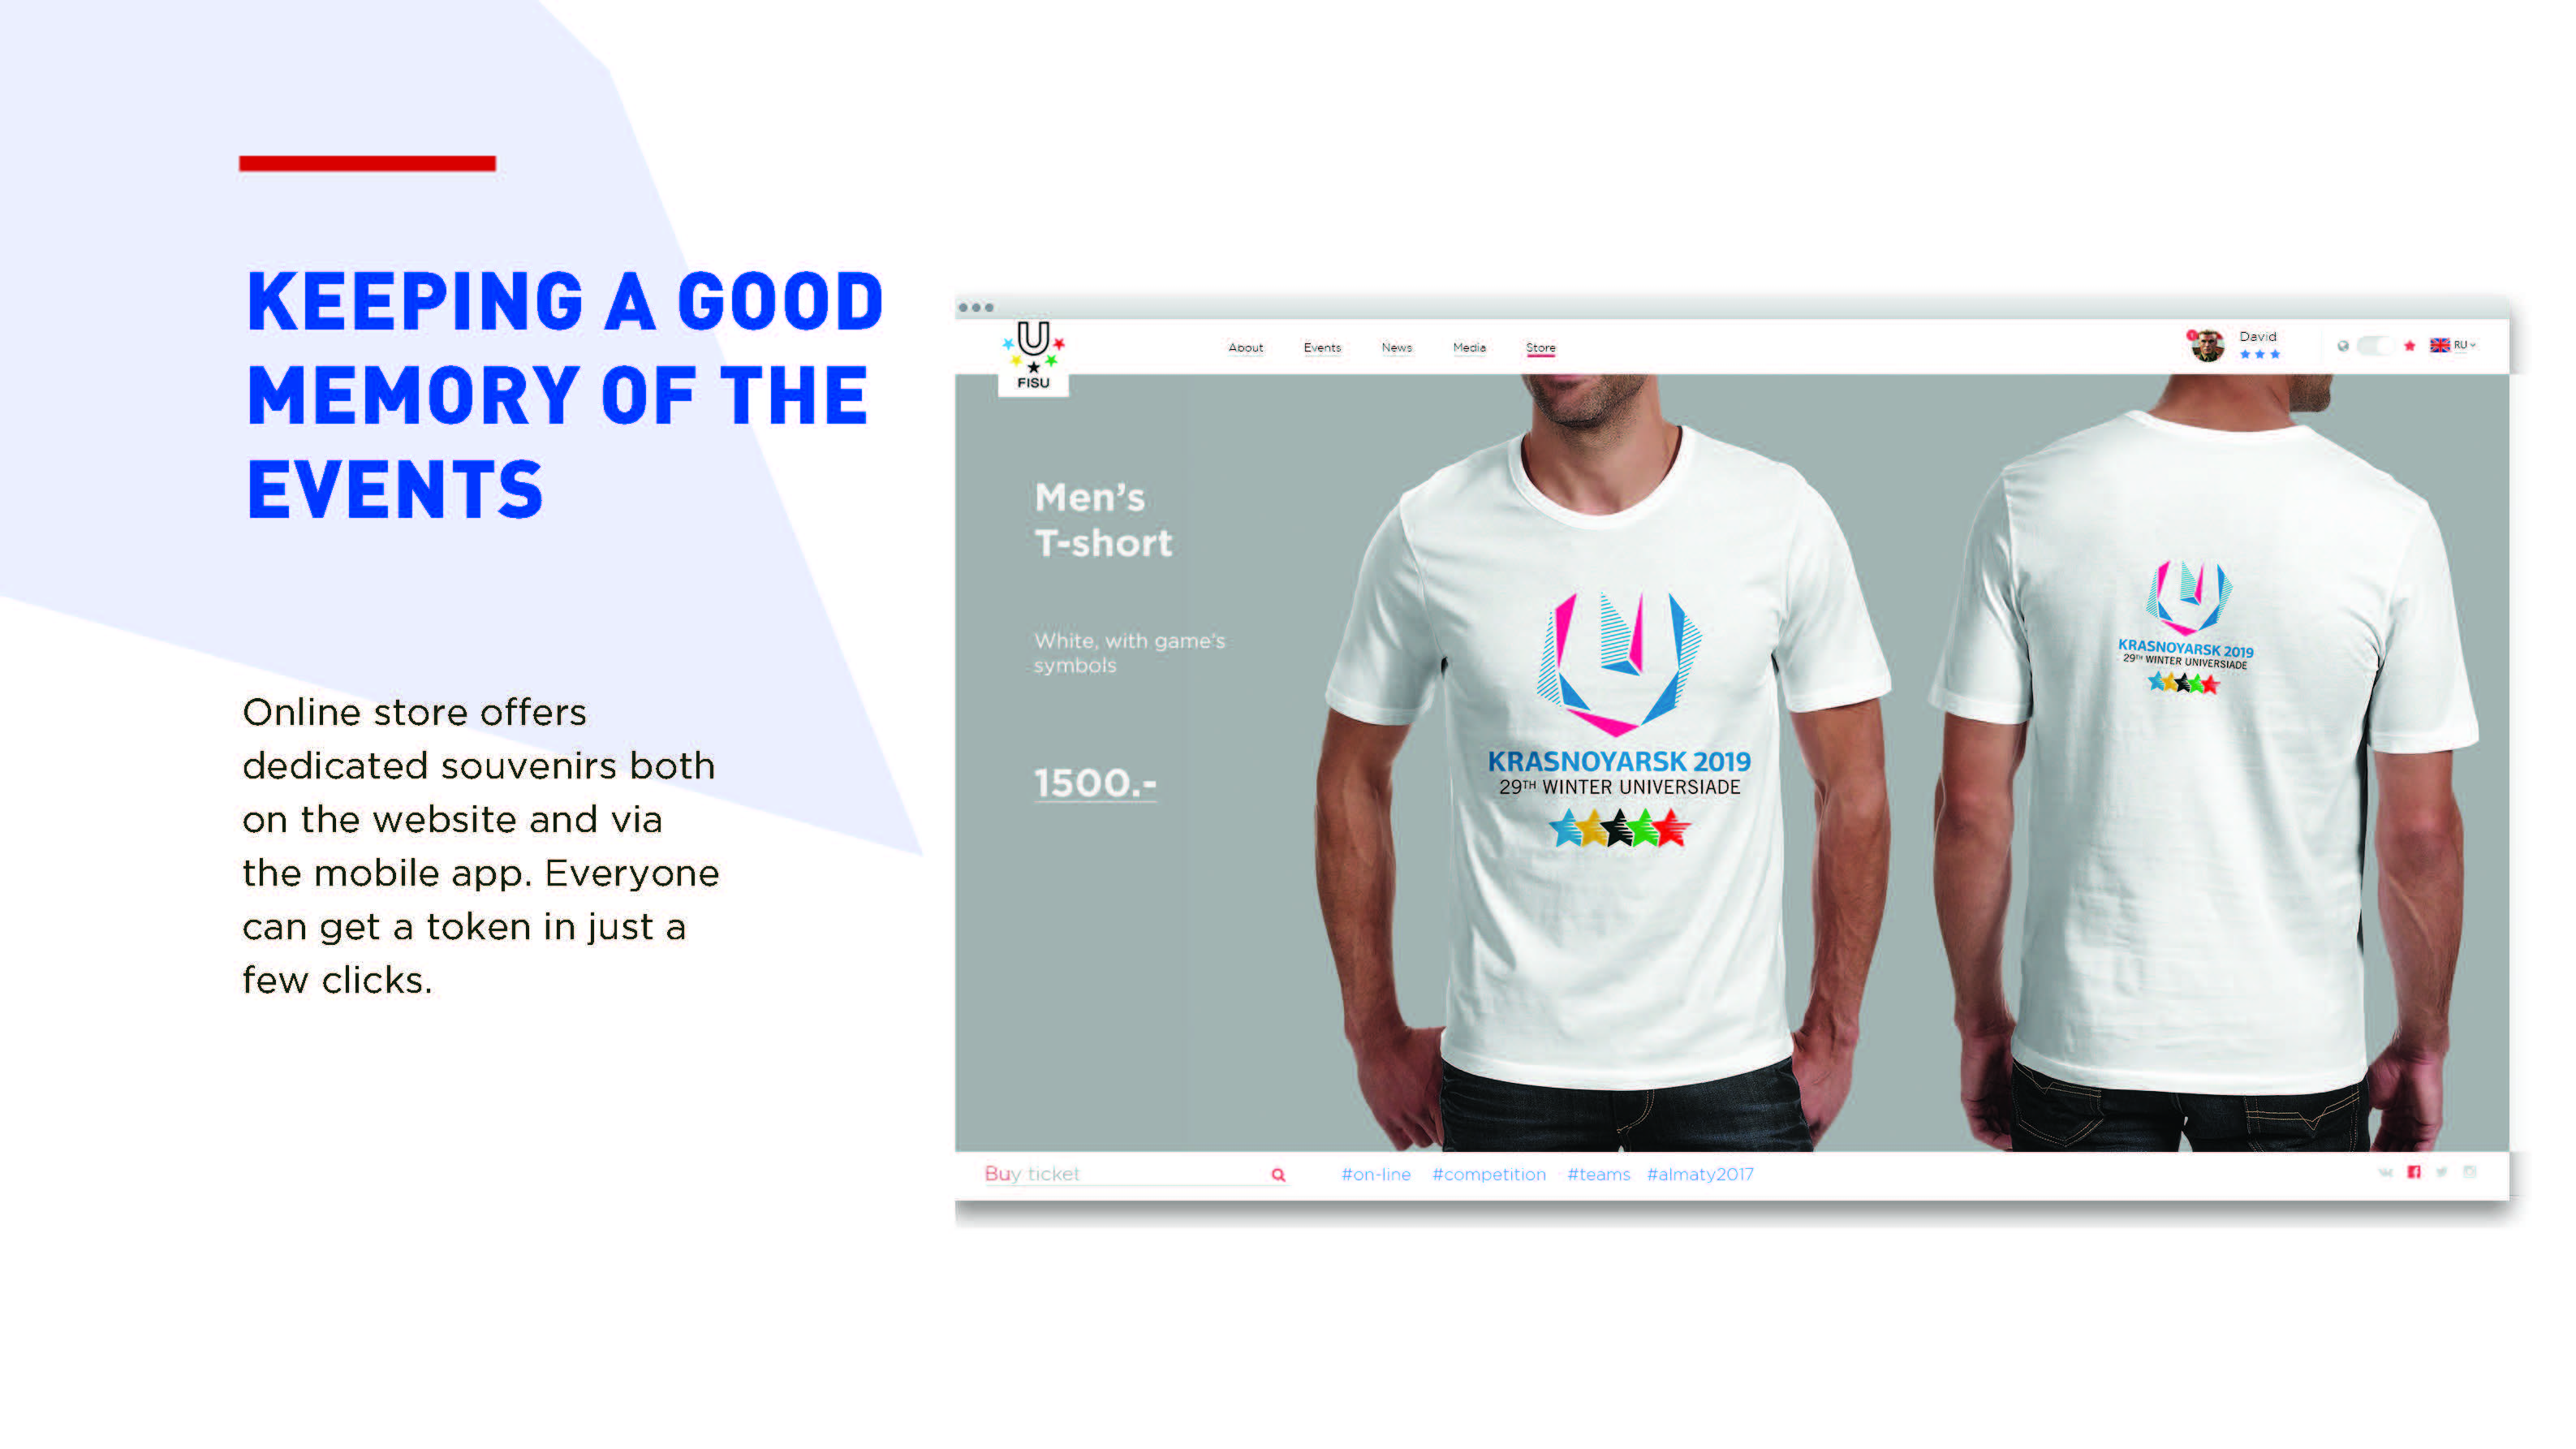 KEEPING A GOOD
MEMORY OF THE
EVENTS
Online store offers
dedicated souvenirs both
on the website and via
the mobile app. Everyone
can get a token in just a
few clicks.
FISU
About Events News Media Store
David
RU
Men's
T-short
White, with game's
symbols
1500.-
KRASNOYARSK 2019
29TH WINTER UNIVERSIADE
KRASNOYARSK 2019
29TH WINTER UNIVERSIADE
Buy ticket
#on-line #competition #teams #almaty2017